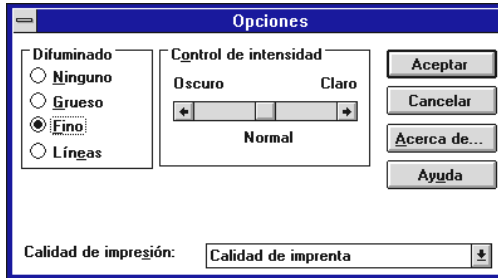 Opciones
Difuminado
Ninguno
Grueso
Fino
Líneas
Control de intensidad
Oscuro Claro
Normal
Aceptar
Cancelar
Acerca de...
Ayuda
Calidad de impresión: Calidad de imprenta